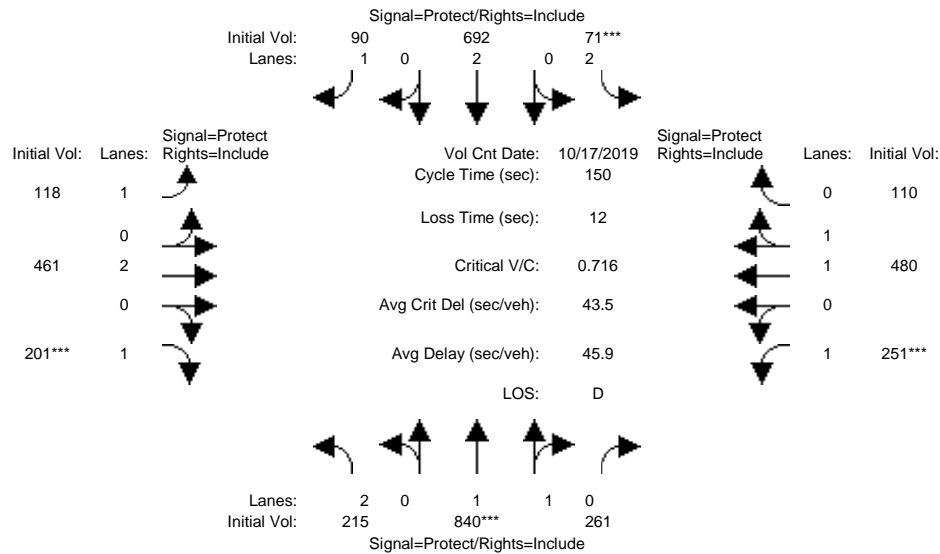 Signal=Protect/Rights=Include
Initial Vol: 90 692 71***
Lanes: 1 0 2 0 2
Signal=Protect
Initial Vol: Lanes: Rights=Include
Vol Cnt Date: 10/17/2019
Signal=Protect
Rights=Include Lanes: Initial Vol:
Cycle Time (sec): 150
118 1
0 110
Loss Time (sec): 12
0
1
461 2
Critical V/C: 0.716
1 480
0
Avg Crit Del (sec/veh): 43.5
0
201*** 1
Avg Delay (sec/veh): 45.9
1 251***
LOS: D
Lanes: 2 0 1 1 0
Initial Vol: 215 840*** 261
Signal=Protect/Rights=Include